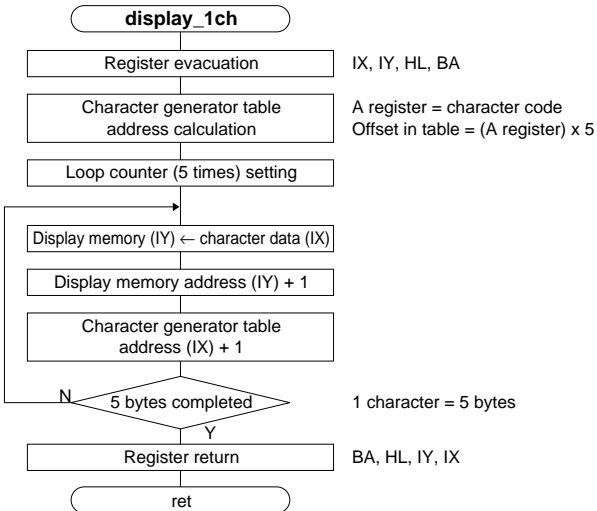 display_1ch
Register evacuation IX, IY, HL, BA
Character generator table A register = character code
address calculation Offset in table = (A register) x 5
Loop counter (5 times) setting
Display memory (IY) ← character data (IX)
Display memory address (IY) + 1
Character generator table
address (IX) + 1
N 5 bytes completed 1 character = 5 bytes
Y
Register return BA, HL, IY, IX
ret